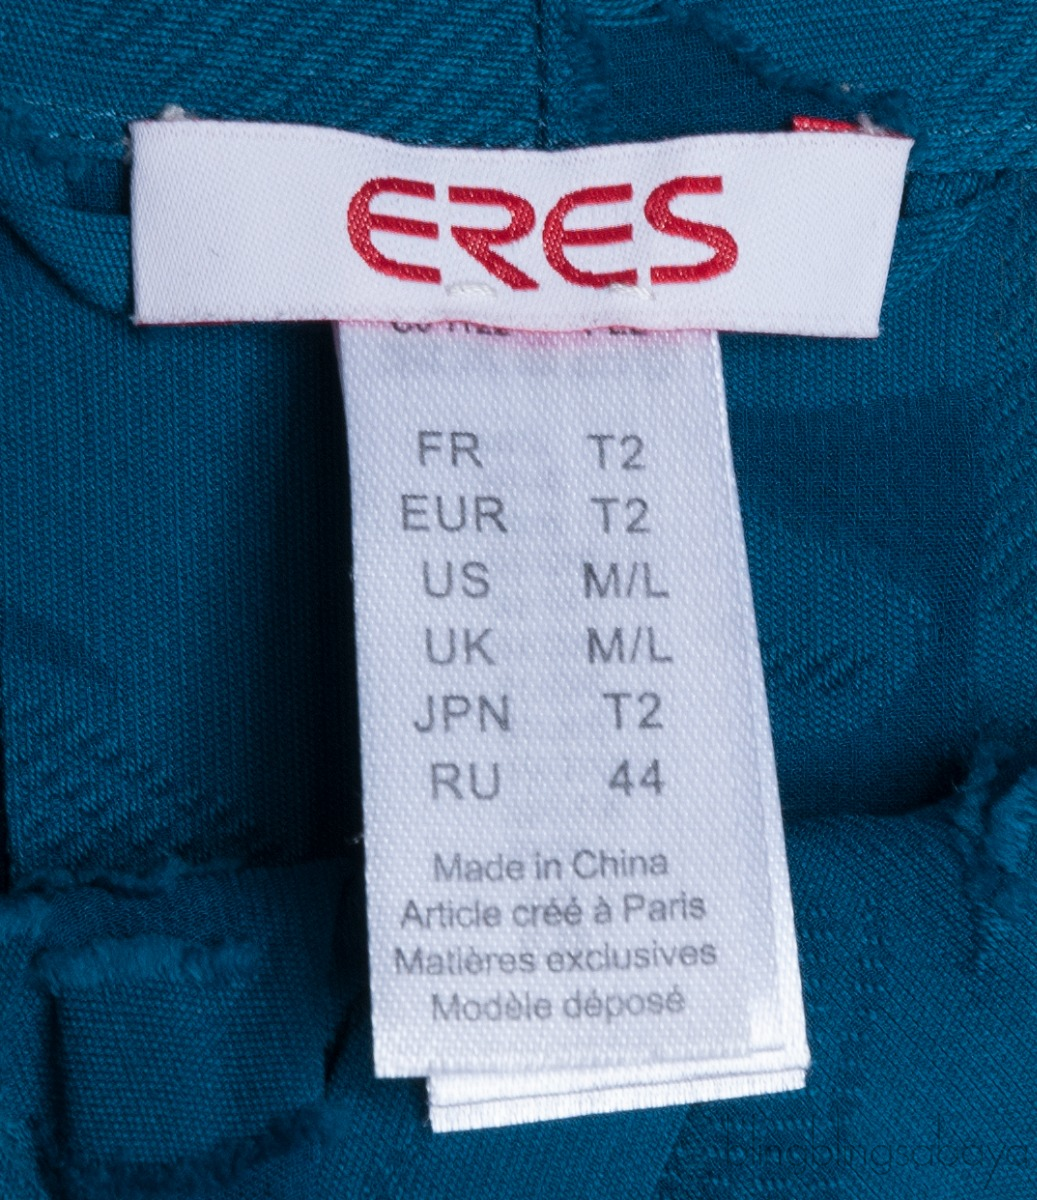 ERES
FR T2
EUR T2
US M/L
UK M/L
JPN T2
RU 44
Made in China
Article créé à Paris
Matières exclusives
Modèle déposé